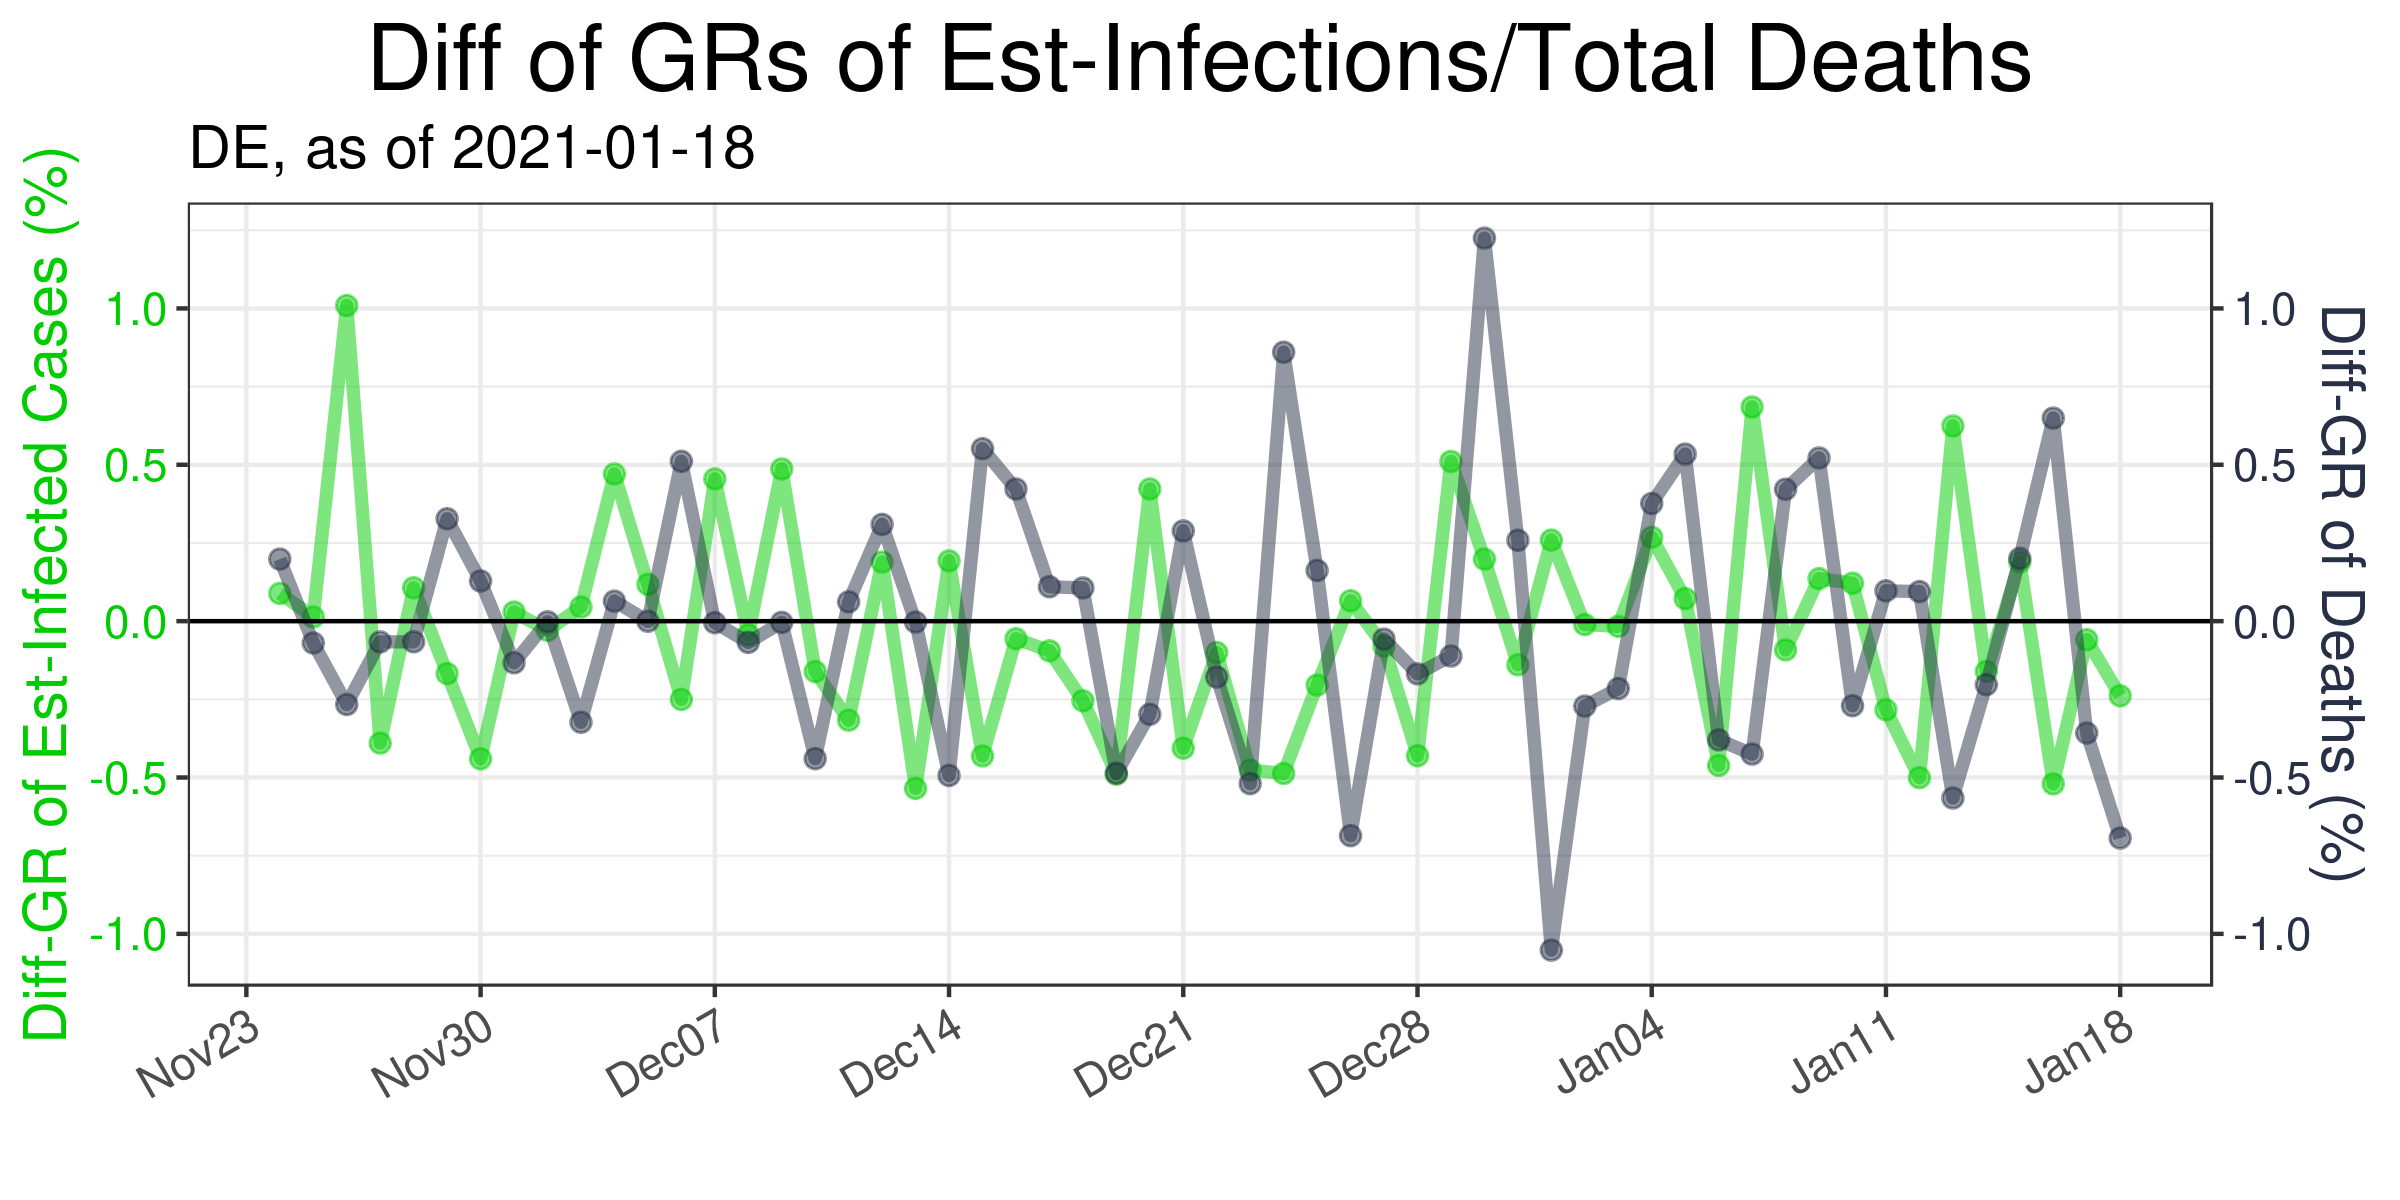 Diff of GRs of Est-Infections/Total Deaths
DE, as of 2021-01-18
Diff-GR of Est-Infected Cases (%)
1.0
0.5
0.0
-0.5
-1.0
1.0
0.5
0.0
-0.5
-1.0
Diff-GR of Deaths (%)
Nov23 Nov30 Dec07 Dec14 Dec21 Dec28 Jan04 Jan11 Jan18